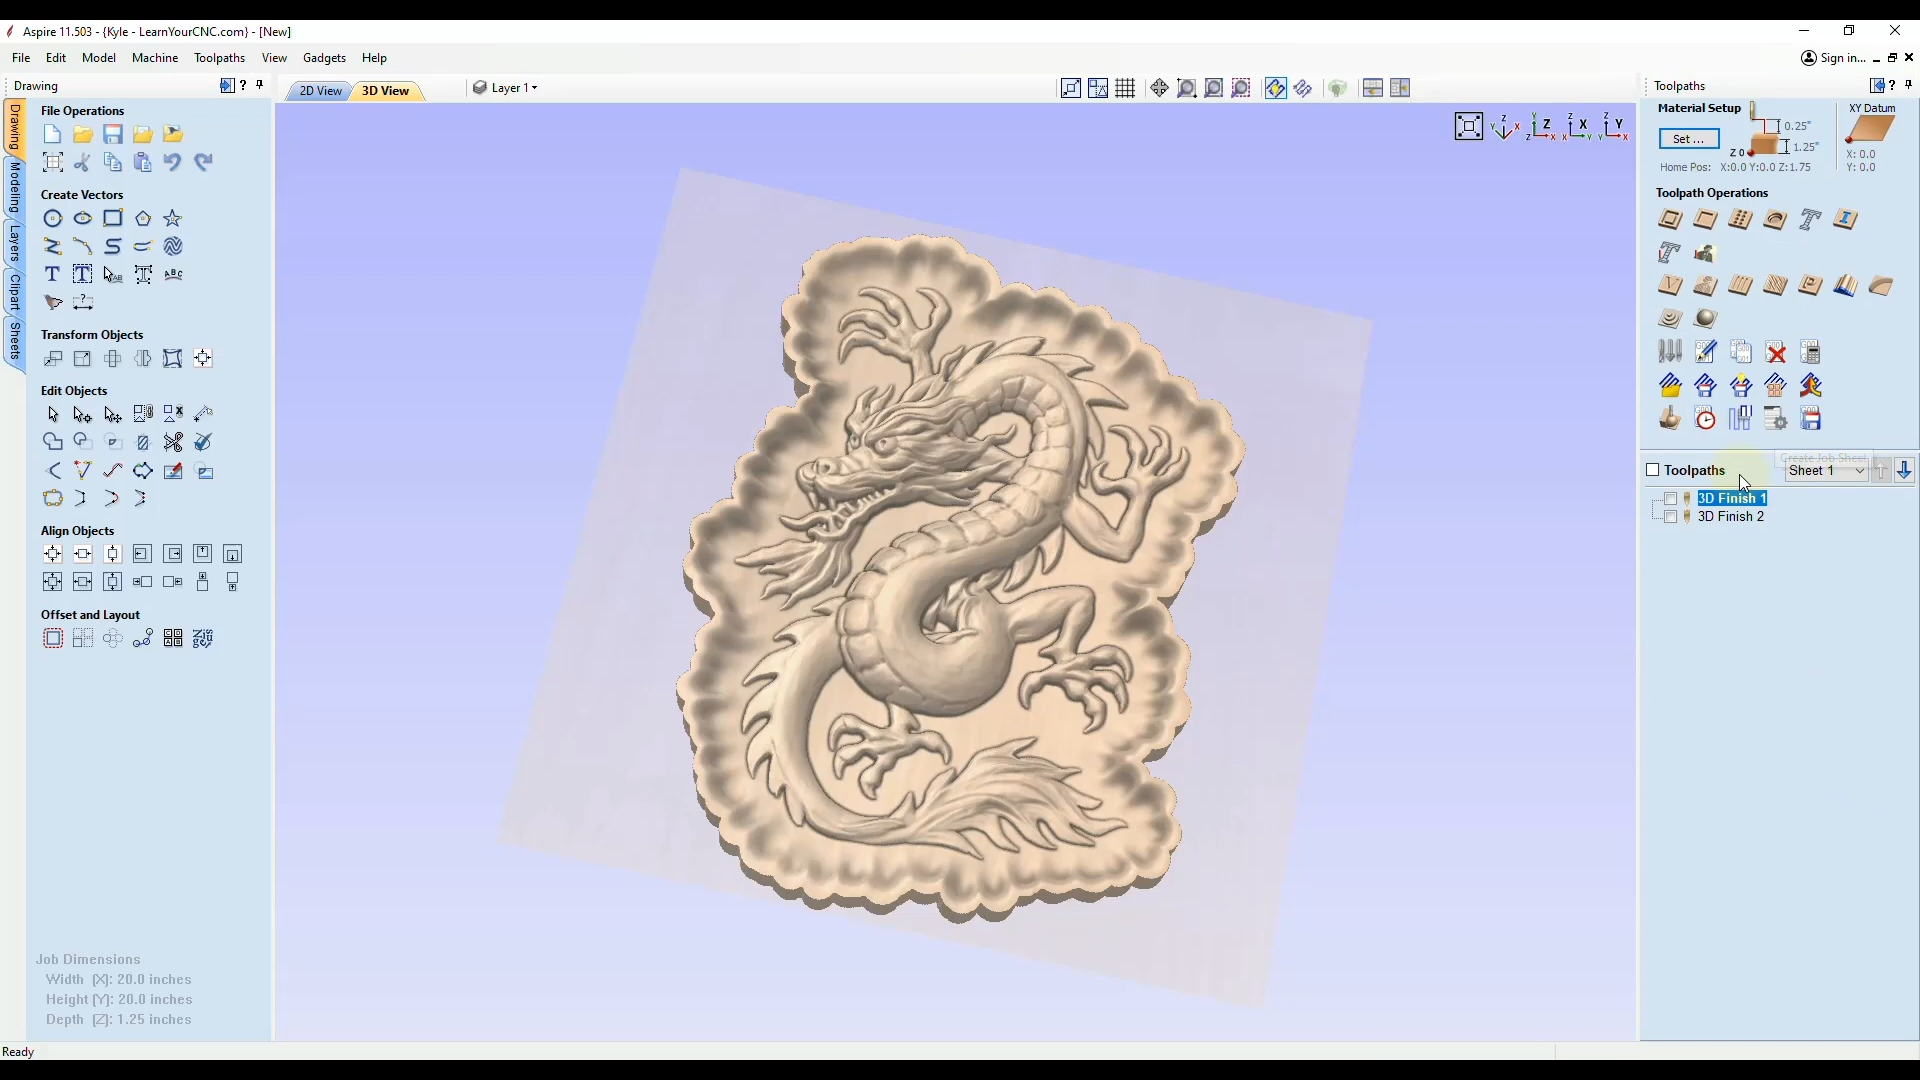 Aspire 11.503 - {Kyle - LearnYourCNC.com} - [New]
File Edit Model Machine Toolpaths View Gadgets Help
Sign in...
Drawing
2D View 3D View
Layer 1
Toolpaths
Drawing
Modeling
Layers
Clipart
Sheets
File Operations
Create Vectors
Transform Objects
Edit Objects
Align Objects
Offset and Layout
Job Dimensions
Width (X): 20.0 inches
Height (Y): 20.0 inches
Depth (Z): 1.25 inches
Ready
Material Setup
Set ...
0.25"
1.25"
Z 0
XY Datum
X: 0.0
Y: 0.0
Home Pos: X:0.0 Y:0.0 Z:1.75
Toolpath Operations
Create Job Sheet
Toolpaths
Sheet 1
3D Finish 1
3D Finish 2